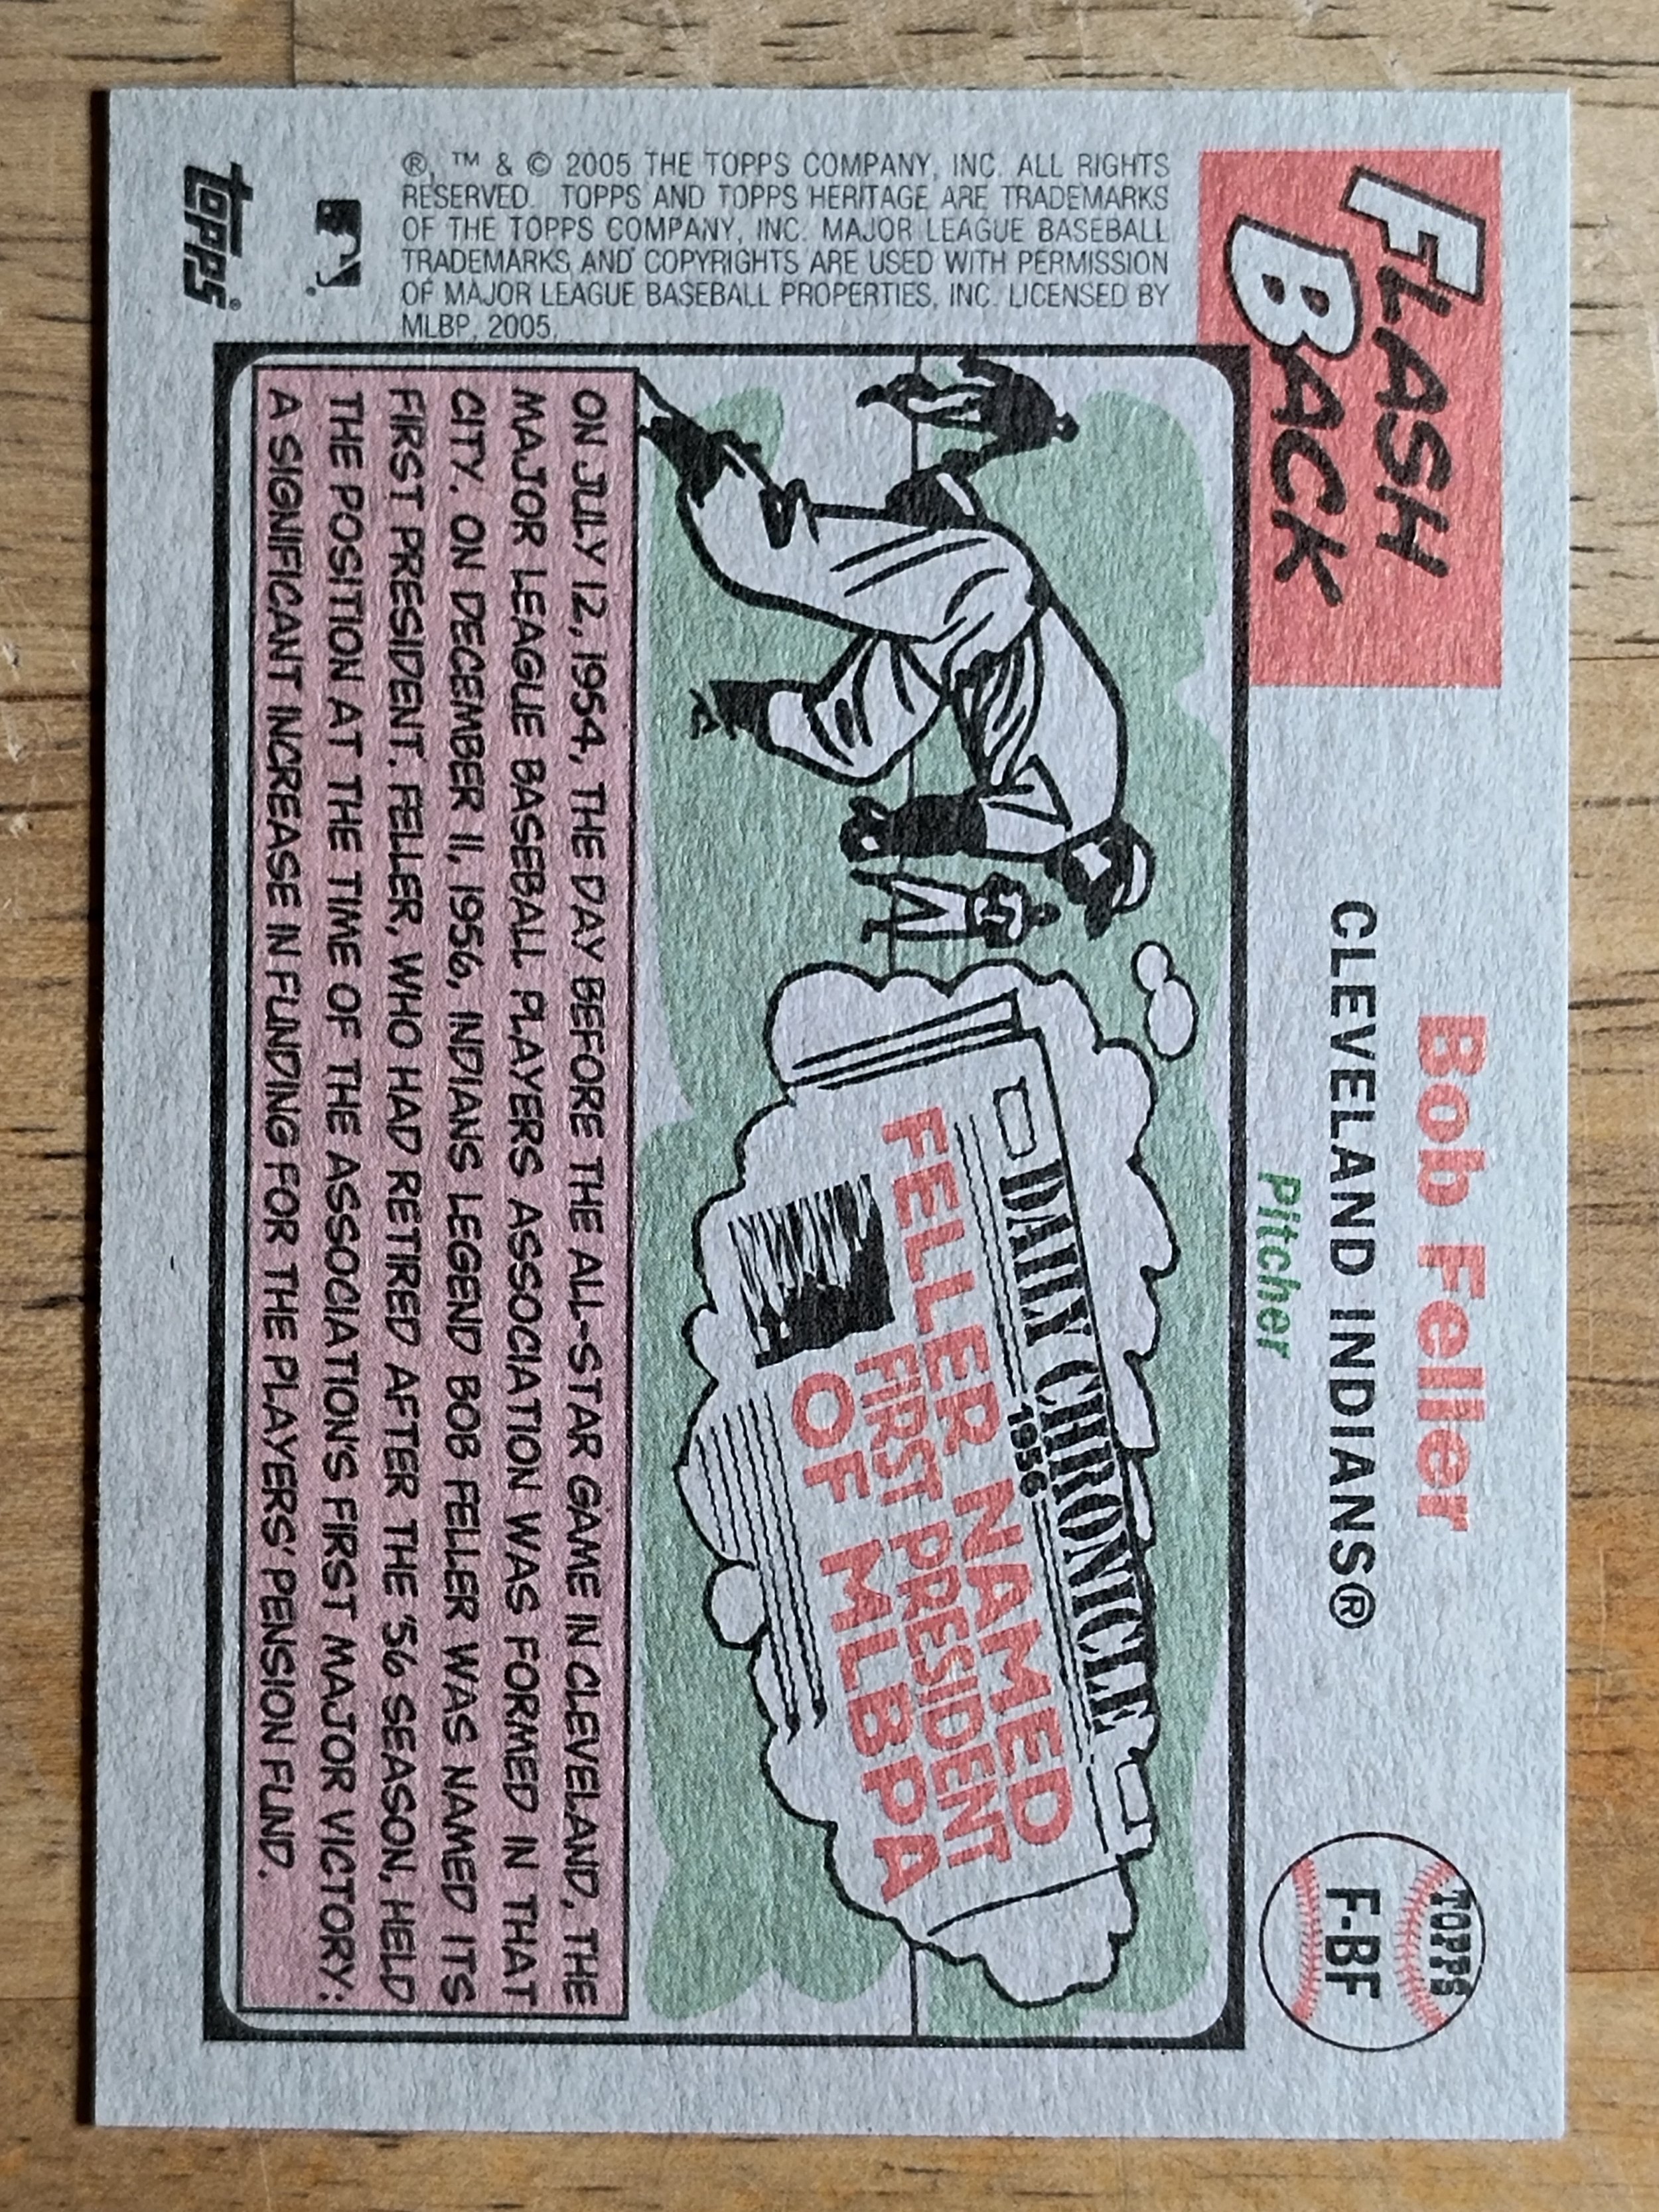 FLASH
BACK
Bob Feller
CLEVELAND INDIANS®
Pitcher
TOPPS
F-BF
DAILY CHRONICLE
1956
FELLER NAMED
FIRST PRESIDENT
OF MLBPA
ON JULY 12, 1954, THE DAY BEFORE THE ALL-STAR GAME IN CLEVELAND, THE
MAJOR LEAGUE BASEBALL PLAYERS ASSOCIATION WAS FORMED IN THAT
CITY. ON DECEMBER 11, 1956, INDIANS LEGEND BOB FELLER WAS NAMED ITS
FIRST PRESIDENT. FELLER, WHO HAD RETIRED AFTER THE '56 SEASON, HELD
THE POSITION AT THE TIME OF THE ASSOCIATION'S FIRST MAJOR VICTORY:
A SIGNIFICANT INCREASE IN FUNDING FOR THE PLAYERS' PENSION FUND.
®, ™ & © 2005 THE TOPPS COMPANY, INC. ALL RIGHTS
RESERVED. TOPPS AND TOPPS HERITAGE ARE TRADEMARKS
OF THE TOPPS COMPANY, INC. MAJOR LEAGUE BASEBALL
TRADEMARKS AND COPYRIGHTS ARE USED WITH PERMISSION
OF MAJOR LEAGUE BASEBALL PROPERTIES, INC. LICENSED BY
MLBP, 2005.
®
topps®